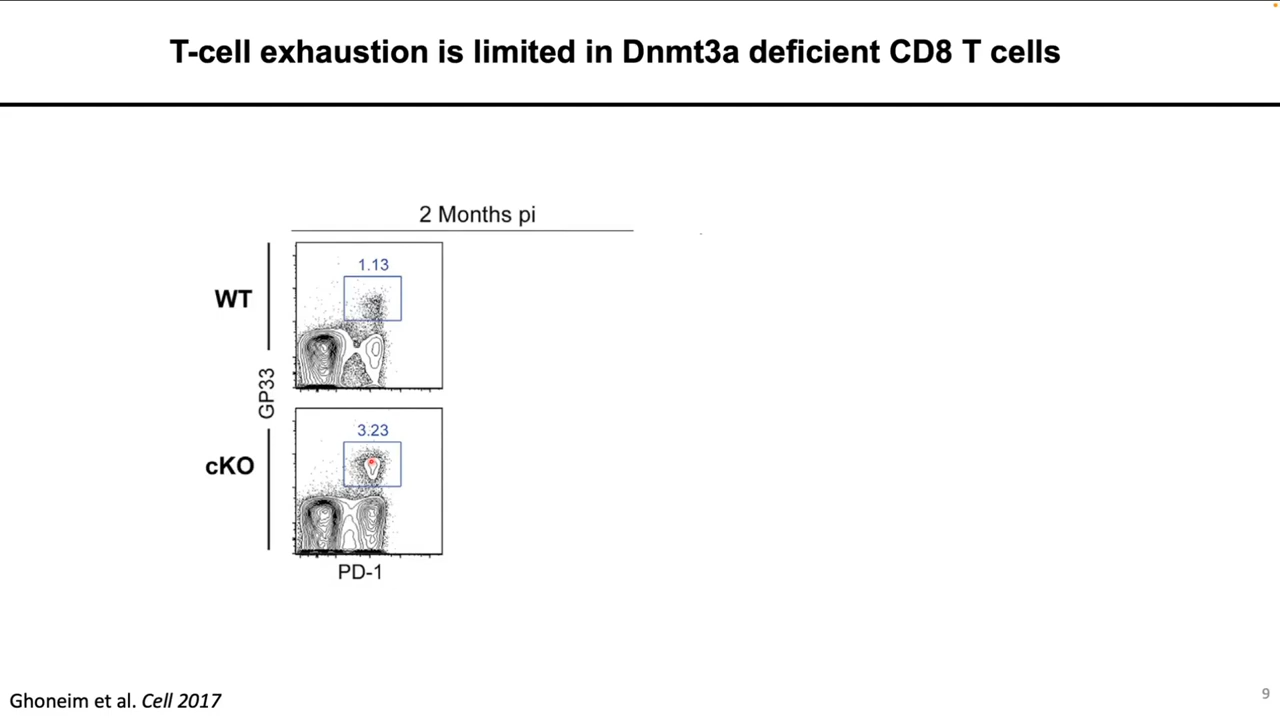 T-cell exhaustion is limited in Dnmt3a deficient CD8 T cells
2 Months pi
1.13
WT
GP33
3.23
cKO
PD-1
Ghoneim et al. Cell 2017
9